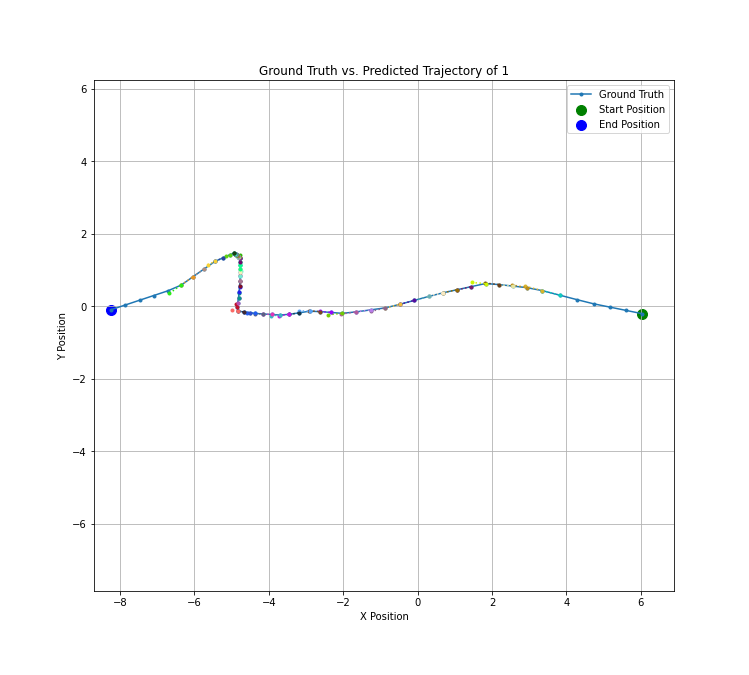 Ground Truth vs. Predicted Trajectory of 1
Ground Truth
Start Position
End Position
6
4
2
0
−2
−4
−6
Y Position
−8 −6 −4 −2 0 2 4 6
X Position